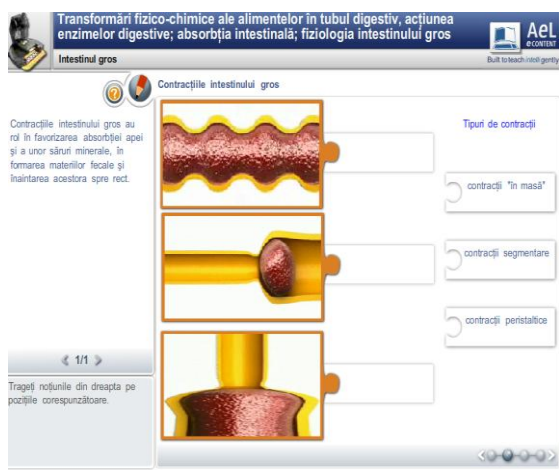 Transformări fizico-chimice ale alimentelor în tubul digestiv, acțiunea
enzimelor digestive; absorbția intestinală; fiziologia intestinului gros
AeL
eCONTENT
Built to teach intelligently
Intestinul gros
Contracțiile intestinului gros
Contracțiile intestinului gros au
rol în favorizarea absorbției apei
și a unor săruri minerale, în
formarea materiilor fecale și
înaintarea acestora spre rect.
Tipuri de contracții
contracții "în masă"
contracții segmentare
contracții peristaltice
1/1
Trageți noțiunile din dreapta pe
pozițiile corespunzătoare.